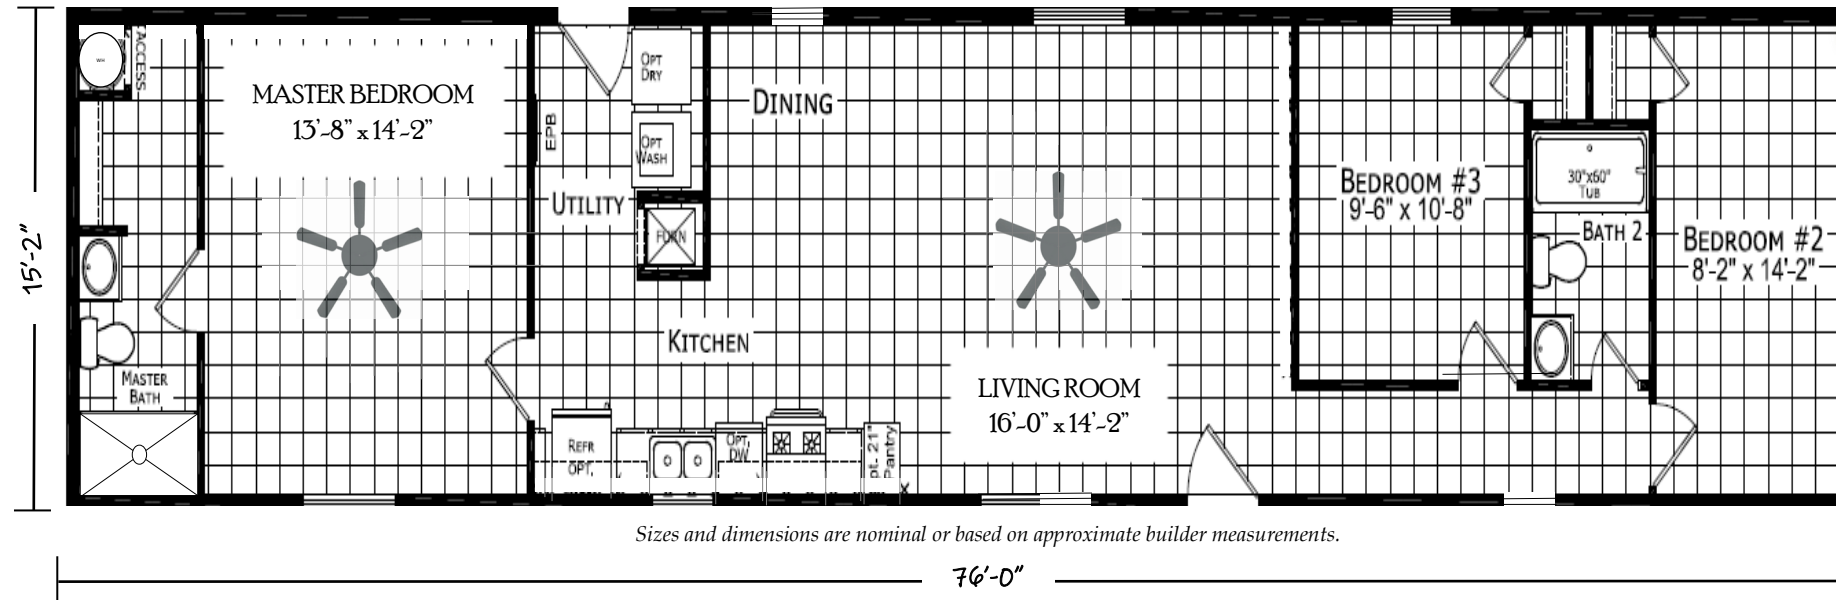 WH
ACCESS
MASTER BEDROOM
13'-8" x 14'-2"
OPT
DRY
EPB
OPT
WASH
UTILITY
FURN
DINING
KITCHEN
LIVING ROOM
16'-0" x 14'-2"
BEDROOM #3
9'-6" x 10'-8"
30"x60"
TUB
BATH 2
BEDROOM #2
8'-2" x 14'-2"
MASTER
BATH
REFR
OPT.
OPT.
DW
pt. 21"
Pantry
15'-2"
Sizes and dimensions are nominal or based on approximate builder measurements.
76'-0"